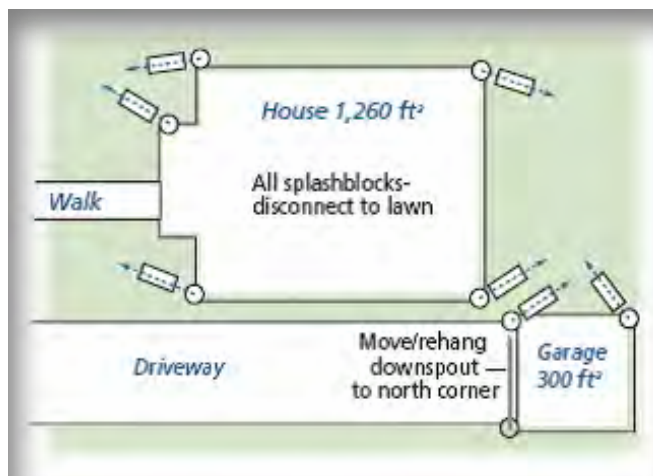 House 1,260 ft²
All splashblocks-
disconnect to lawn
Walk
Driveway
Move/rehang
downspout
to north corner
Garage
300 ft²